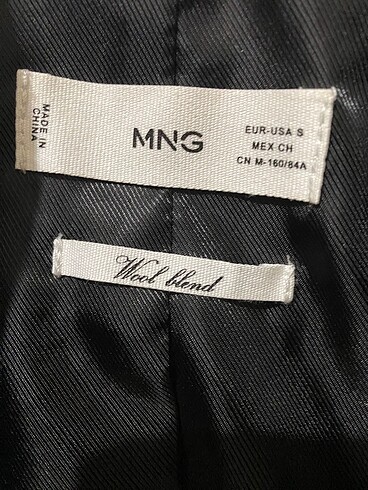 MADE IN
CHINA
MNG
EUR-USA S
MEX CH
CN M-160/84A
Wool blend